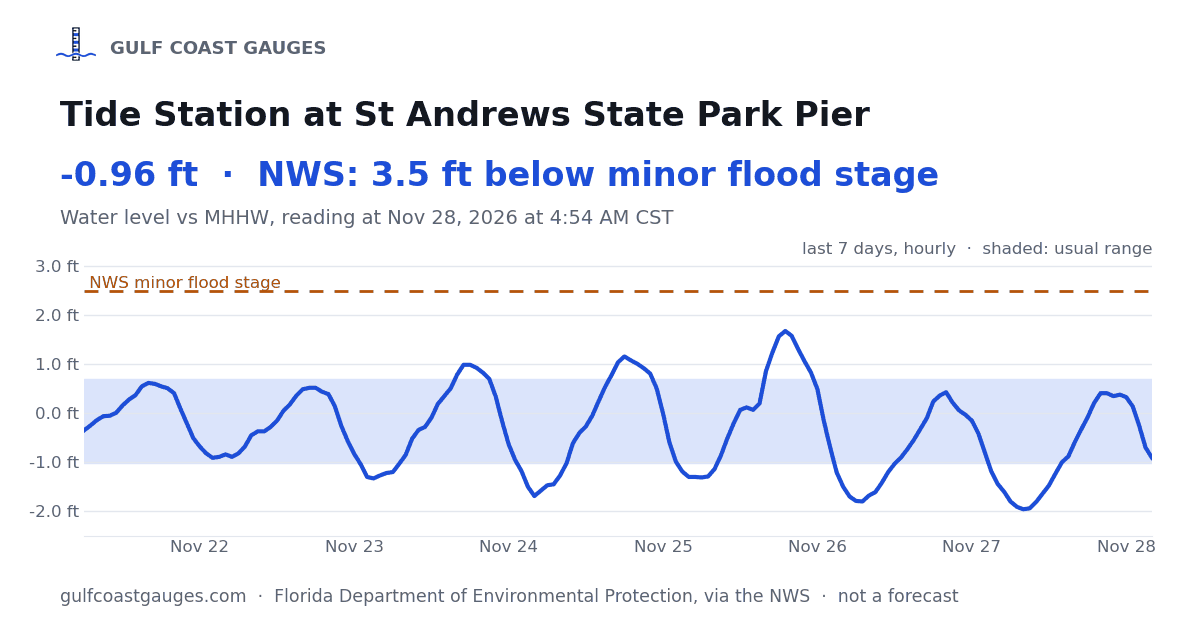 GULF COAST GAUGES
Tide Station at St Andrews State Park Pier
-0.96 ft · NWS: 3.5 ft below minor flood stage
Water level vs MHHW, reading at Nov 28, 2026 at 4:54 AM CST
last 7 days, hourly · shaded: usual range
3.0 ft
NWS minor flood stage
2.0 ft
1.0 ft
0.0 ft
-1.0 ft
-2.0 ft
Nov 22 Nov 23 Nov 24 Nov 25 Nov 26 Nov 27 Nov 28
gulfcoastgauges.com · Florida Department of Environmental Protection, via the NWS · not a forecast